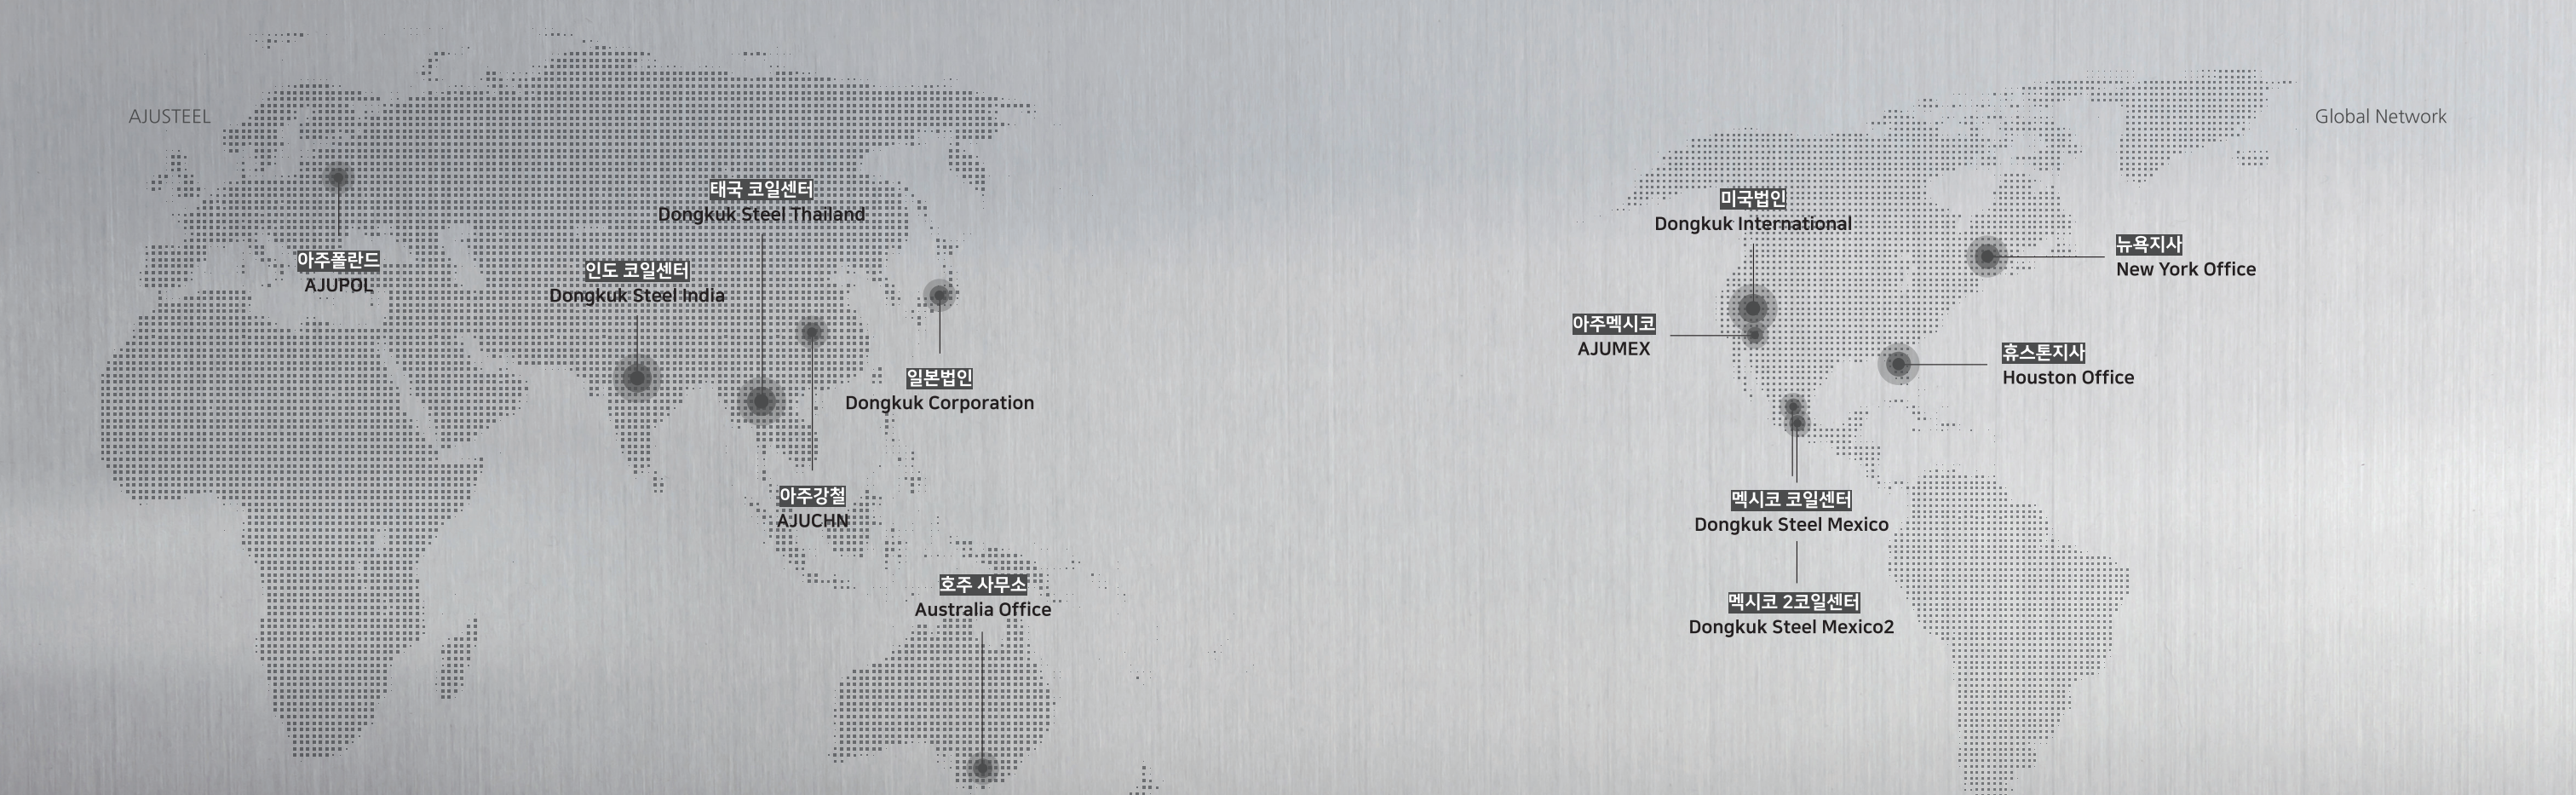 AJUSTEEL
Global Network
아주폴란드
AJUPOL
태국 코일센터
Dongkuk Steel Thailand
인도 코일센터
Dongkuk Steel India
일본법인
Dongkuk Corporation
아주강철
AJUCHN
호주 사무소
Australia Office
미국법인
Dongkuk International
뉴욕지사
New York Office
아주멕시코
AJUMEX
휴스톤지사
Houston Office
멕시코 코일센터
Dongkuk Steel Mexico
멕시코 2코일센터
Dongkuk Steel Mexico2